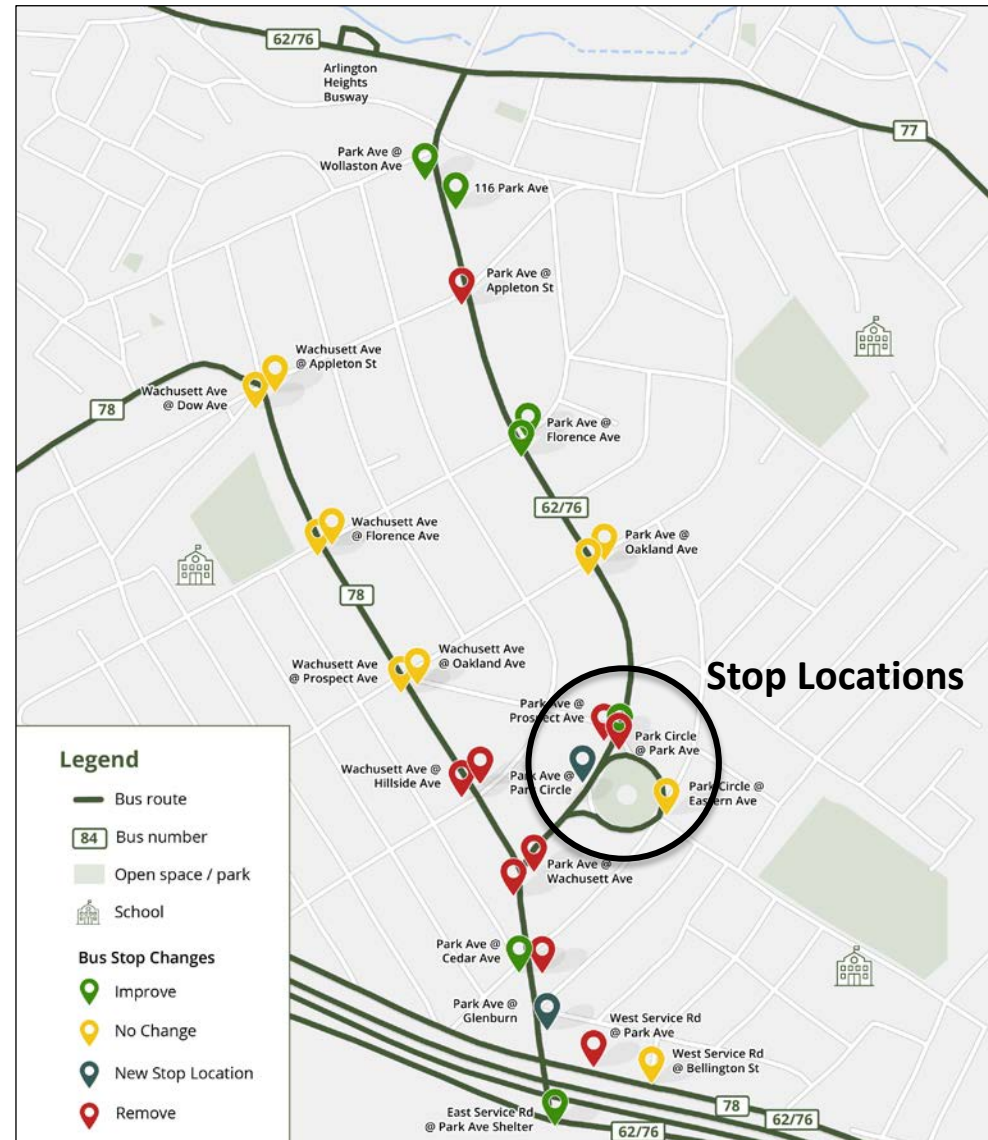 62/76
Arlington
Heights
Busway
77
Park Ave @
Wollaston Ave
116 Park Ave
Park Ave @
Appleton St
Wachusett Ave
@ Appleton St
Wachusett Ave
@ Dow Ave
78
Park Ave @
Florence Ave
62/76
Wachusett Ave
@ Florence Ave
Park Ave @
Oakland Ave
78
Wachusett Ave
@ Oakland Ave
Wachusett Ave
@ Prospect Ave
Stop Locations
Park Ave @
Prospect Ave
Park Circle
@ Park Ave
Wachusett Ave @
Hillside Ave
Park Ave @
Park Circle
Park Circle @
Eastern Ave
Park Ave @
Wachusett Ave
Park Ave @
Cedar Ave
Park Ave @
Glenburn
West Service Rd
@ Park Ave
West Service Rd
@ Bellington St
East Service Rd
@ Park Ave Shelter
78
62/76
62/76
Legend
Bus route
84 Bus number
Open space / park
School
Bus Stop Changes
Improve
No Change
New Stop Location
Remove